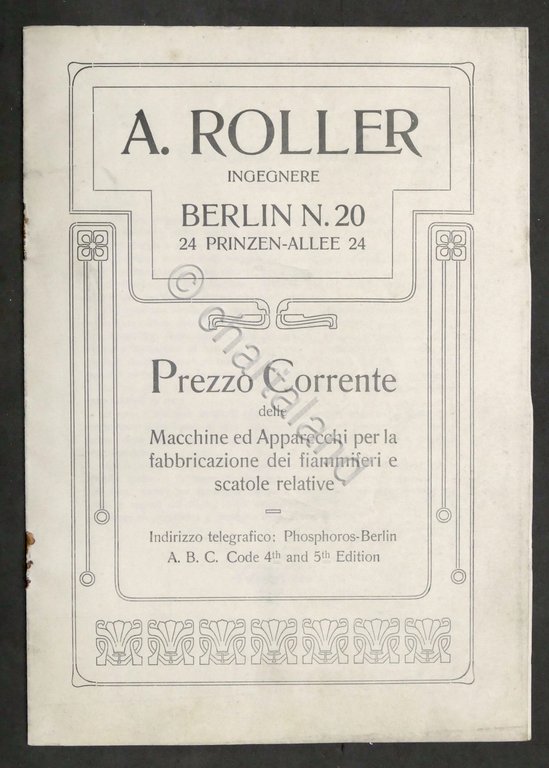 A. ROLLER
INGEGNERE
BERLIN N. 20
24 PRINZEN-ALLEE 24
Prezzo Corrente
delle
Macchine ed Apparecchi per la
fabbricazione dei fiammiferi e
scatole relative
Indirizzo telegrafico: Phosphoros-Berlin
A. B. C. Code 4th and 5th Edition
© chartaland